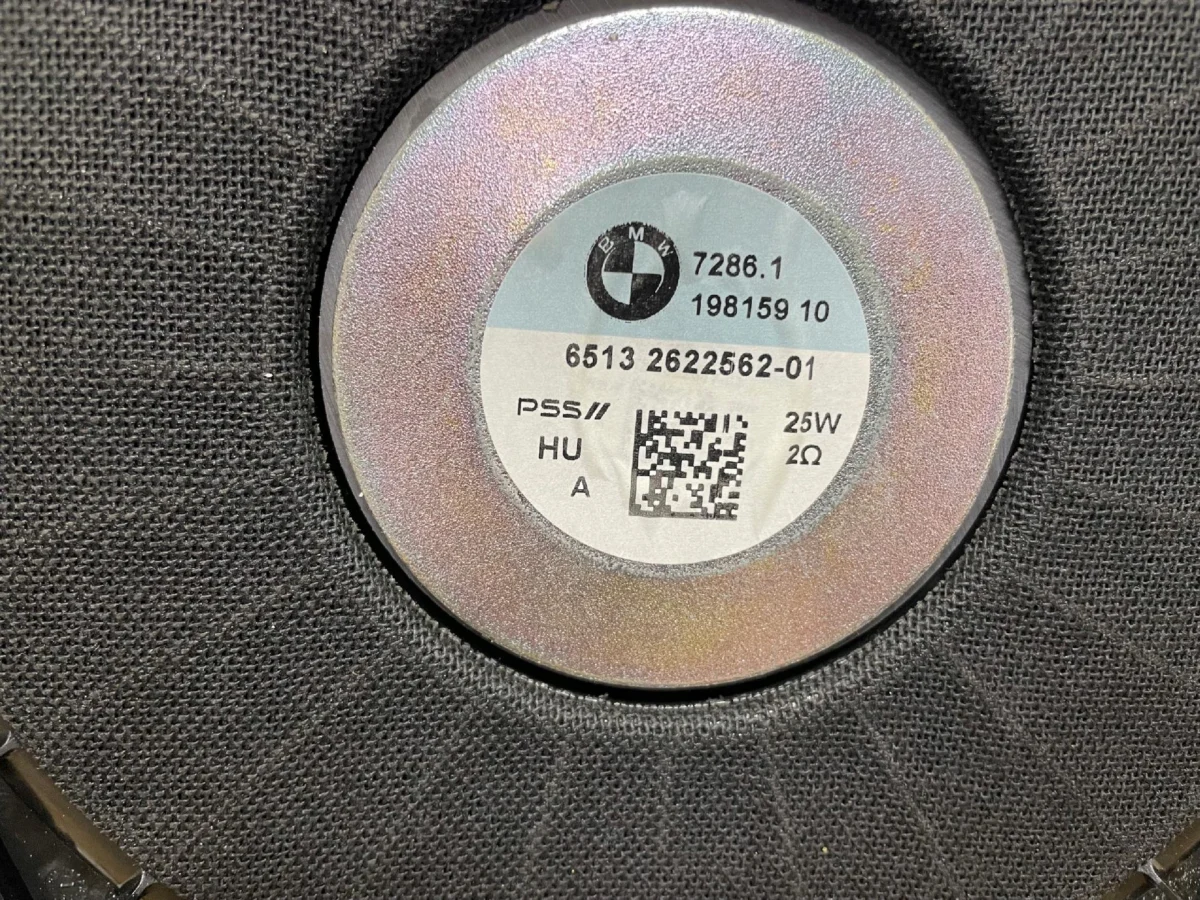 BMW
7286.1
198159 10
6513 2622562-01
PSS//
HU
A
25W
2Ω